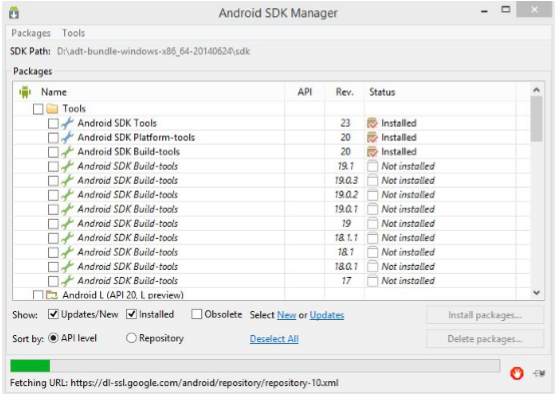 Android SDK Manager
Packages Tools
SDK Path: D:\adt-bundle-windows-x86_64-20140624\sdk
Packages
Name API Rev. Status
Tools
Android SDK Tools 23 Installed
Android SDK Platform-tools 20 Installed
Android SDK Build-tools 20 Installed
Android SDK Build-tools 19.1 Not installed
Android SDK Build-tools 19.0.3 Not installed
Android SDK Build-tools 19.0.2 Not installed
Android SDK Build-tools 19.0.1 Not installed
Android SDK Build-tools 19 Not installed
Android SDK Build-tools 18.1.1 Not installed
Android SDK Build-tools 18.1 Not installed
Android SDK Build-tools 18.0.1 Not installed
Android SDK Build-tools 17 Not installed
Android L (API 20, L preview)
Show: Updates/New Installed Obsolete Select New or Updates Install packages...
Sort by: API level Repository Deselect All Delete packages...
Fetching URL: https://dl-ssl.google.com/android/repository/repository-10.xml